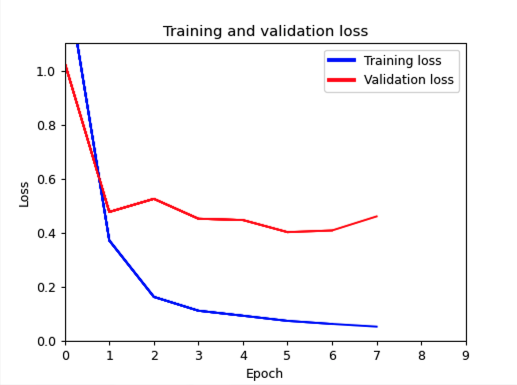 Training and validation loss
Training loss
Validation loss
Loss
1.0
0.8
0.6
0.4
0.2
0.0
0 1 2 3 4 5 6 7 8 9
Epoch